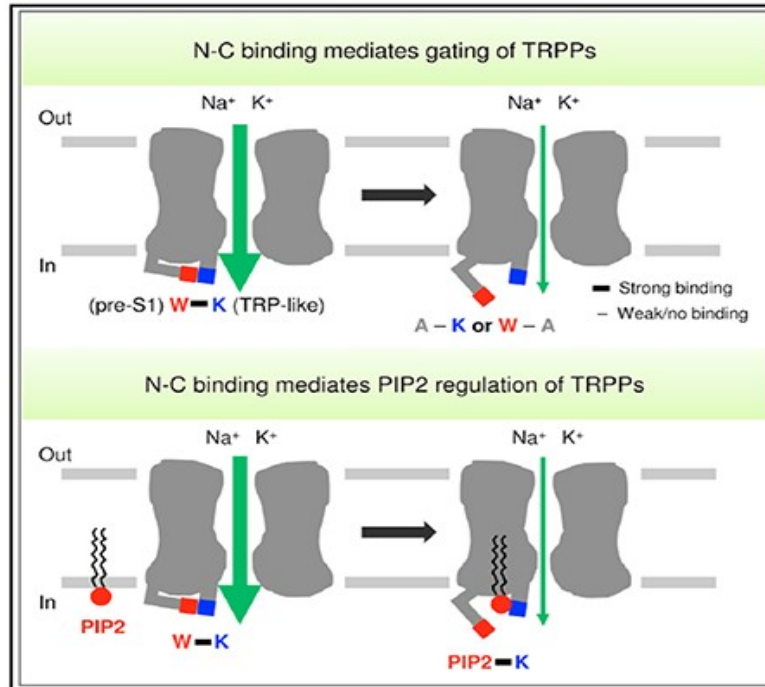 N-C binding mediates gating of TRPPs
Na⁺ K⁺ Na⁺ K⁺
Out
In
(pre-S1) W━K (TRP-like)
A – K or W – A
━ Strong binding
– Weak/no binding
N-C binding mediates PIP2 regulation of TRPPs
Na⁺ K⁺ Na⁺ K⁺
Out
In
PIP2
W━K
PIP2━K